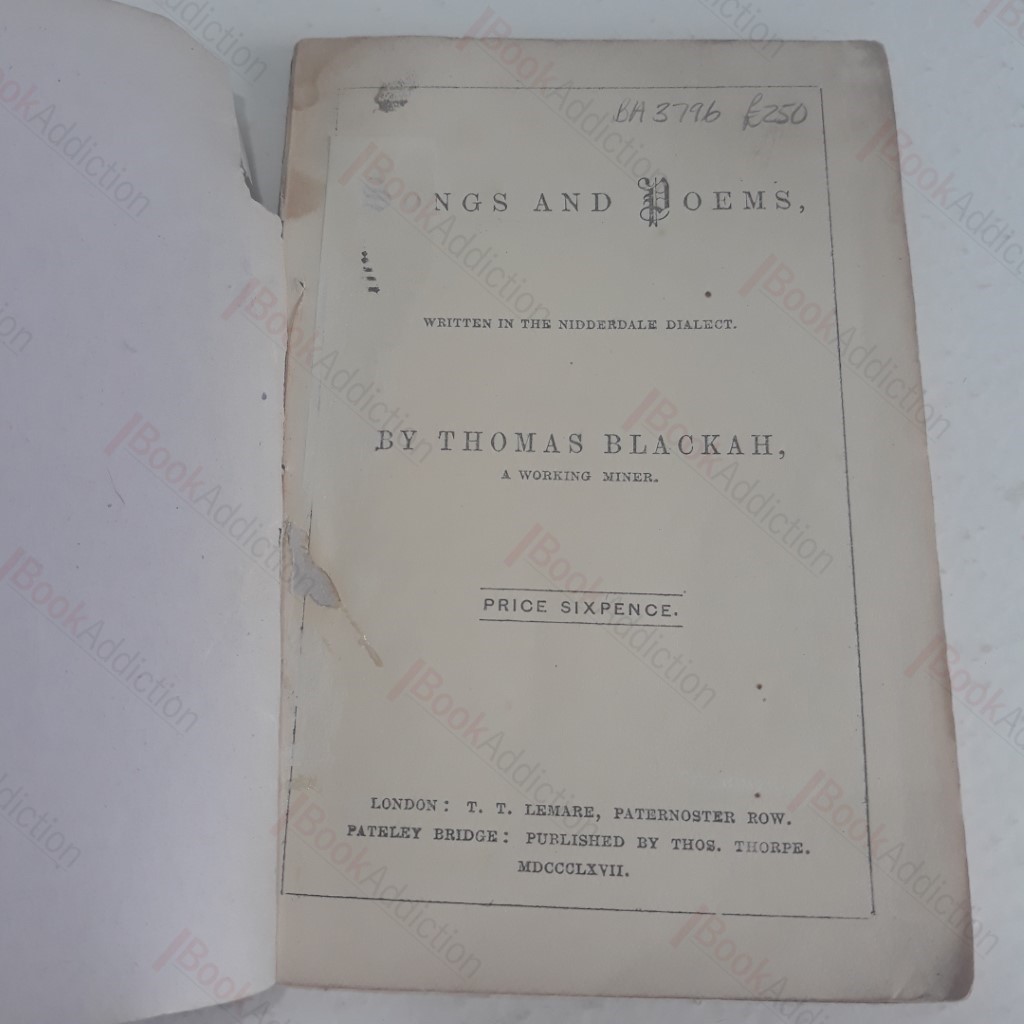 BA 3796 £250
NGS AND POEMS,
WRITTEN IN THE NIDDERDALE DIALECT.
BY THOMAS BLACKAH,
A WORKING MINER.
PRICE SIXPENCE.
LONDON: T. T. LEMARE, PATERNOSTER ROW.
PATELEY BRIDGE: PUBLISHED BY THOS. THORPE.
MDCCCLXVII.
BookAddiction